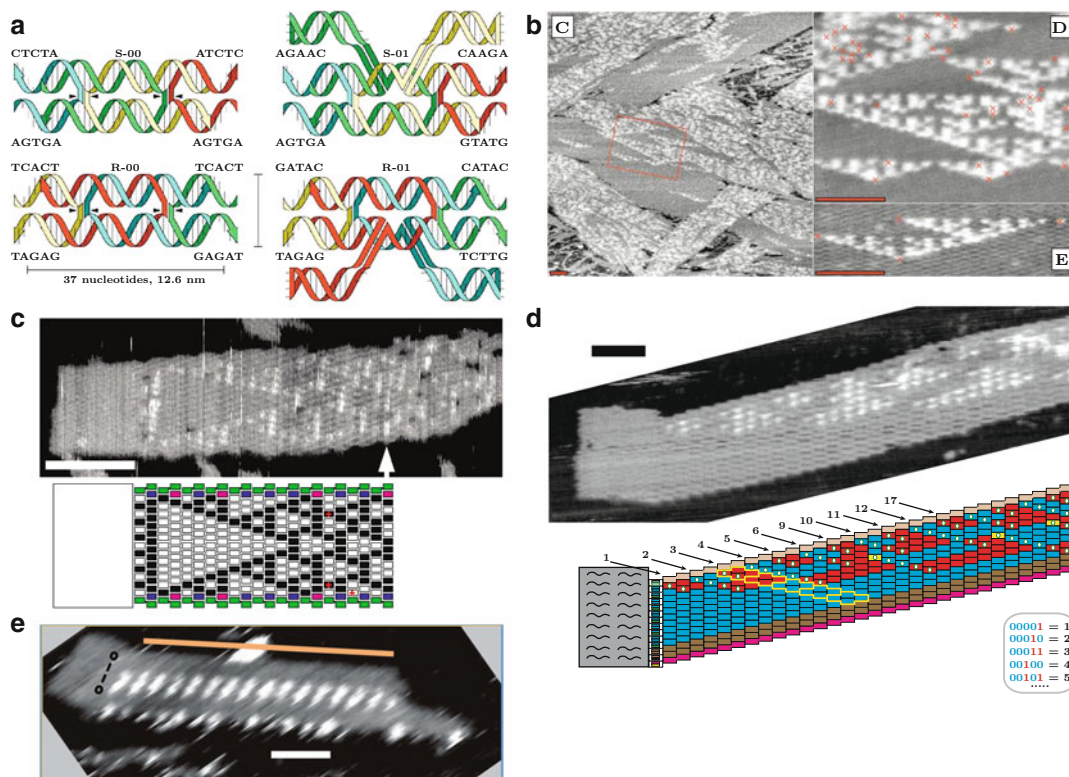 a
CTCTA S-00 ATCTC
AGTGA AGTGA
AGAAC S-01 CAAGA
AGTGA GTATG
TCACT R-00 TCACT
TAGAG GAGAT
37 nucleotides, 12.6 nm
GATAC R-01 CATAC
TAGAG TCTTG
b
C
D
E
c
d
1 2 3 4 5 6 9 10 11 12 17
00001 = 1
00010 = 2
00011 = 3
00100 = 4
00101 = 5
.....
e